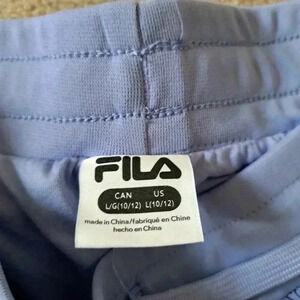 FILA
CAN US
L/G(10/12) L(10/12)
made in China/fabriqué en Chine
hecho en China